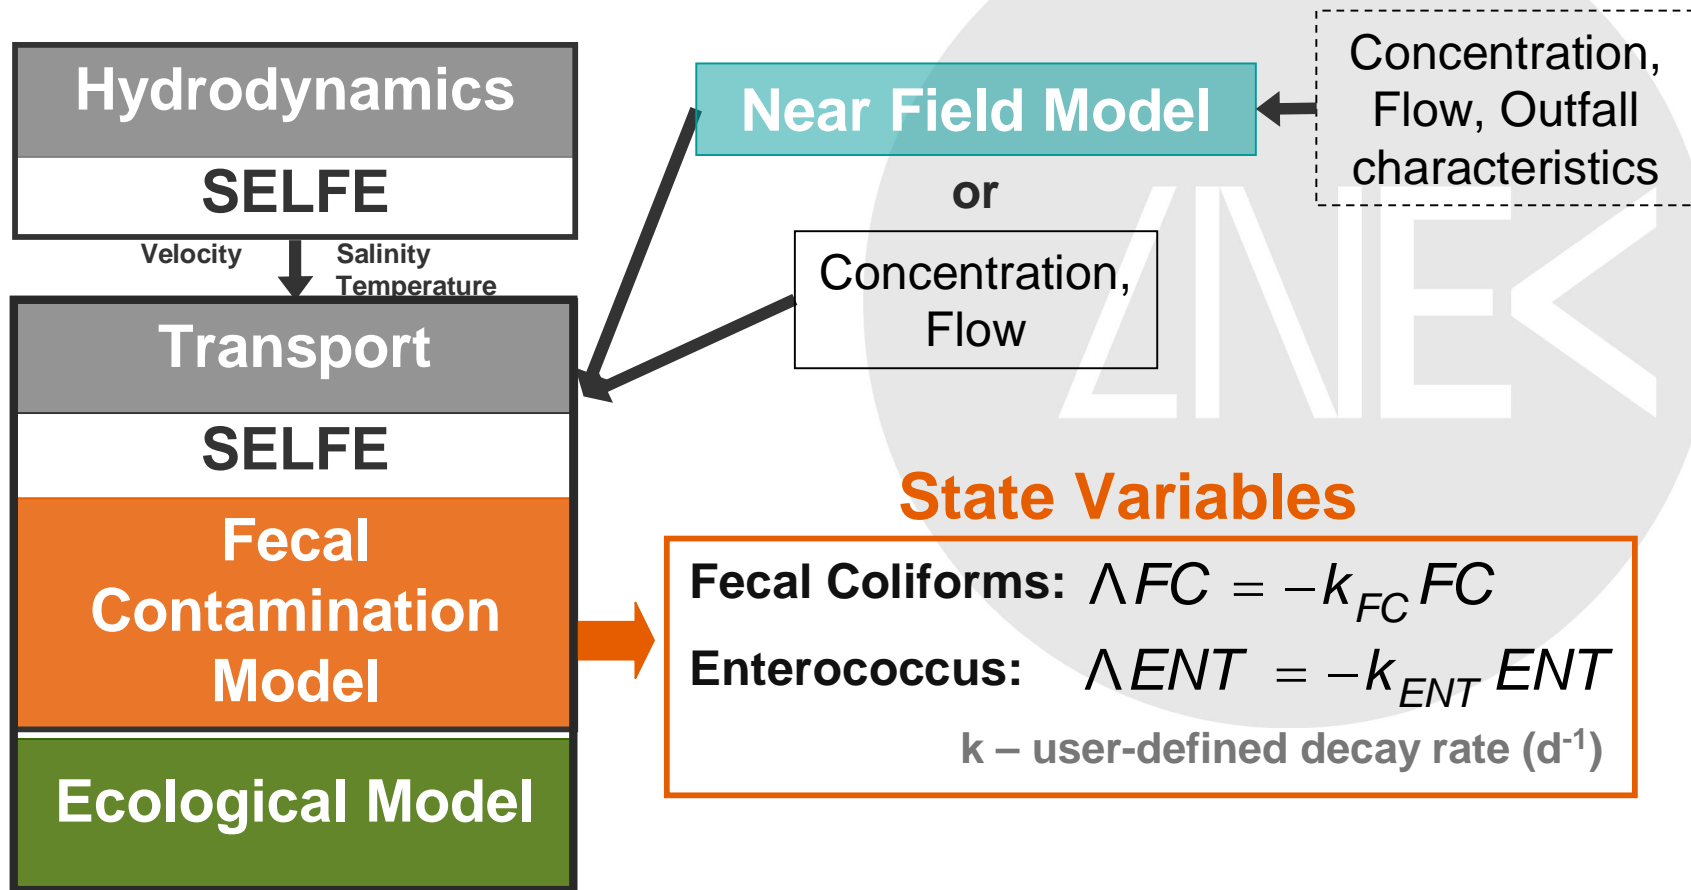 Hydrodynamics
SELFE
Velocity
Salinity
Temperature
Transport
SELFE
Fecal
Contamination
Model
Ecological Model
Near Field Model
or
Concentration,
Flow
Concentration,
Flow, Outfall
characteristics
LNEC
State Variables
Fecal Coliforms: ΛFC = −k_FC FC
Enterococcus: ΛENT = −k_ENT ENT
k – user-defined decay rate (d⁻¹)